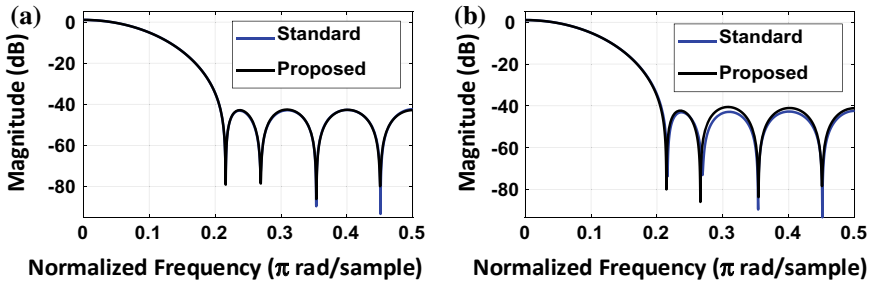 (a)
Magnitude (dB)
0
-20
-40
-60
-80
Standard
Proposed
0 0.1 0.2 0.3 0.4 0.5
Normalized Frequency (π rad/sample)
(b)
Magnitude (dB)
0
-20
-40
-60
-80
Standard
Proposed
0 0.1 0.2 0.3 0.4 0.5
Normalized Frequency (π rad/sample)